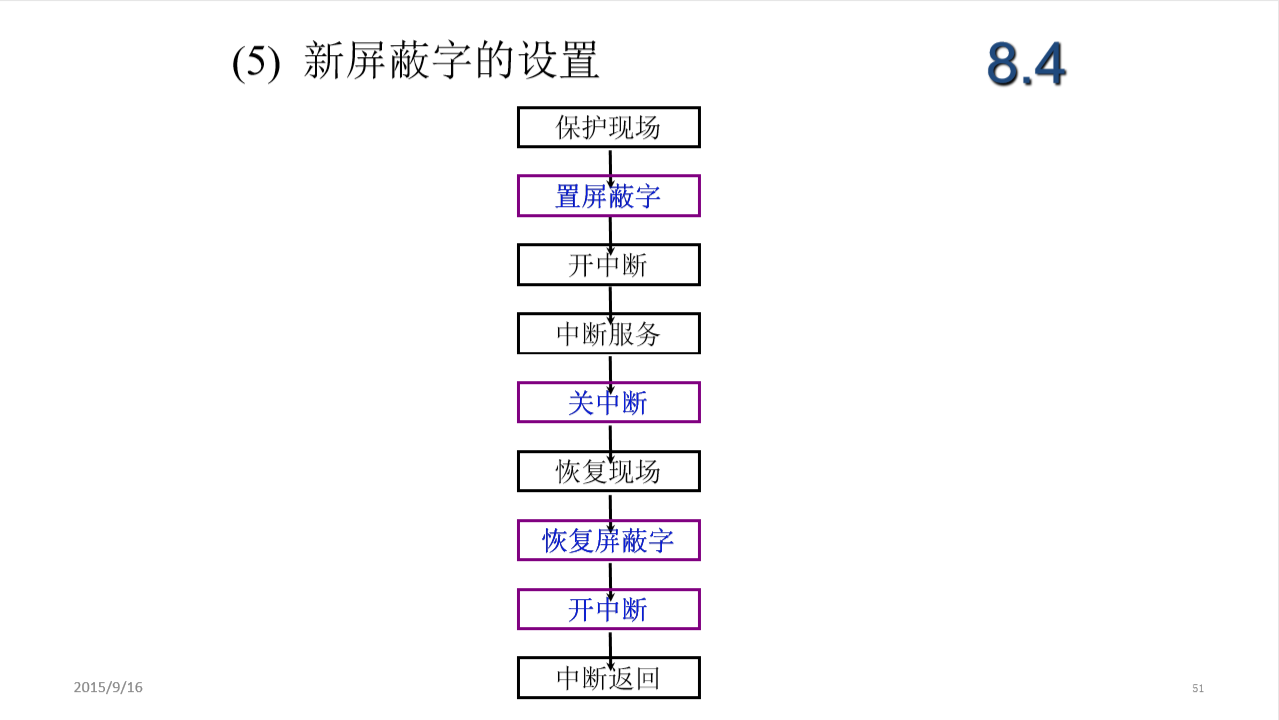 (5) 新屏蔽字的设置
8.4
保护现场
置屏蔽字
开中断
中断服务
关中断
恢复现场
恢复屏蔽字
开中断
中断返回
2015/9/16
51